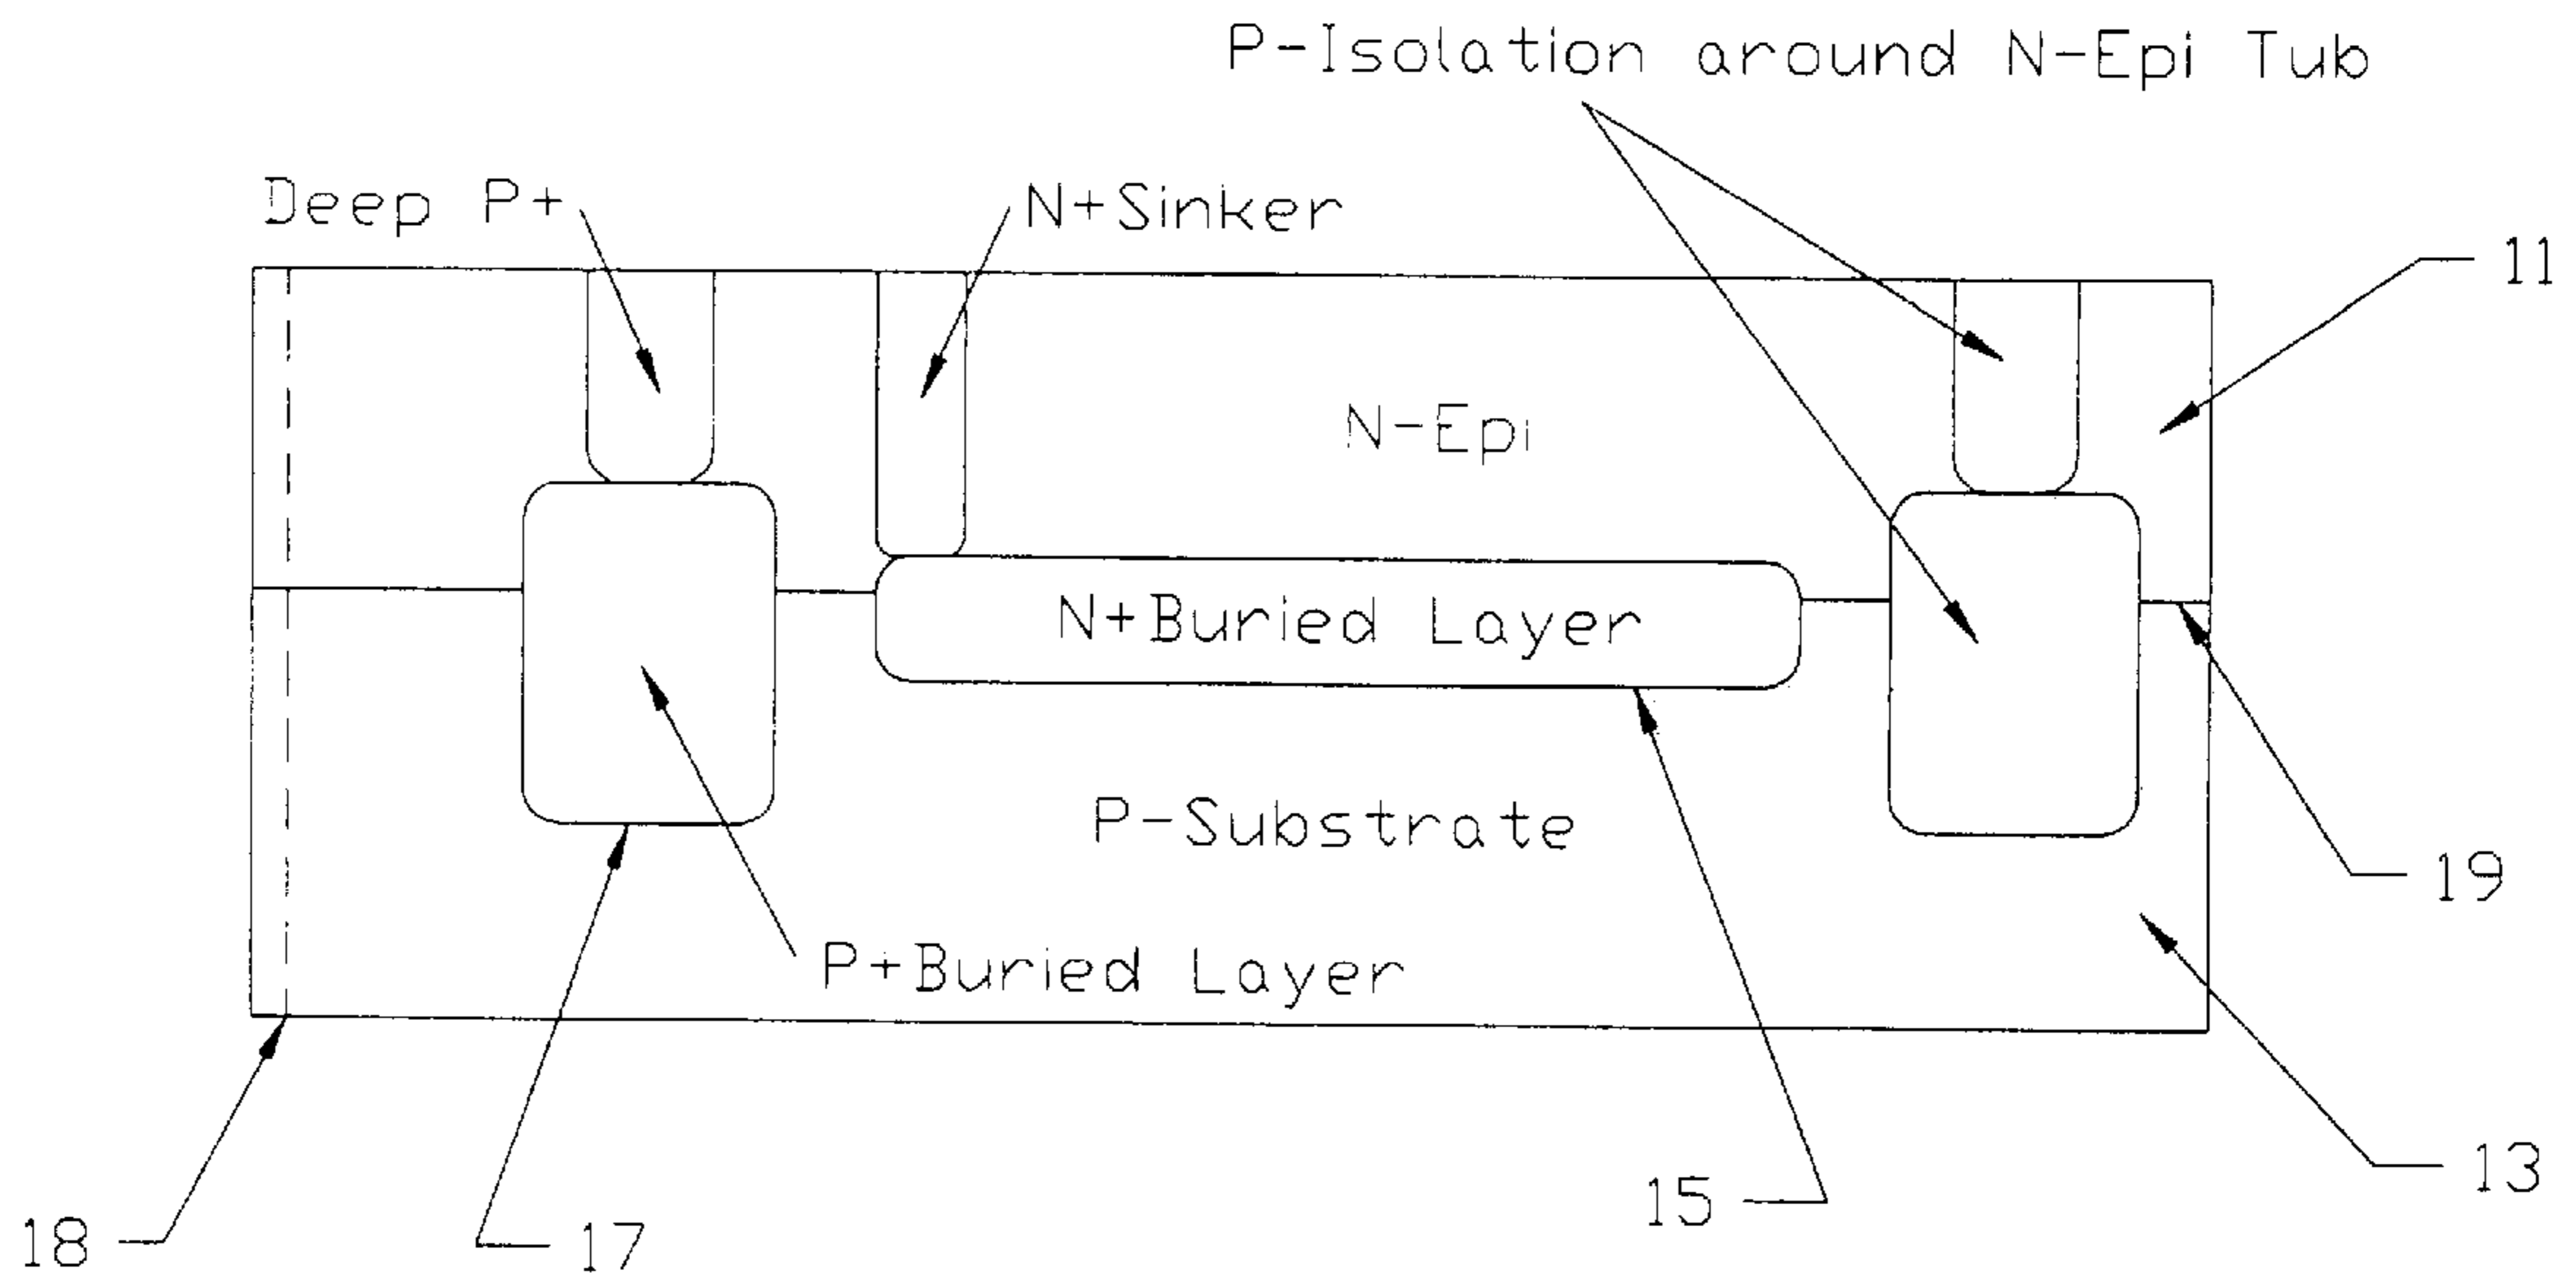 P-Isolation around N-Epi Tub
Deep P+
N+Sinker
11
N-Epi
N+Buried Layer
P-Substrate
19
P+Buried Layer
13
15
18
17